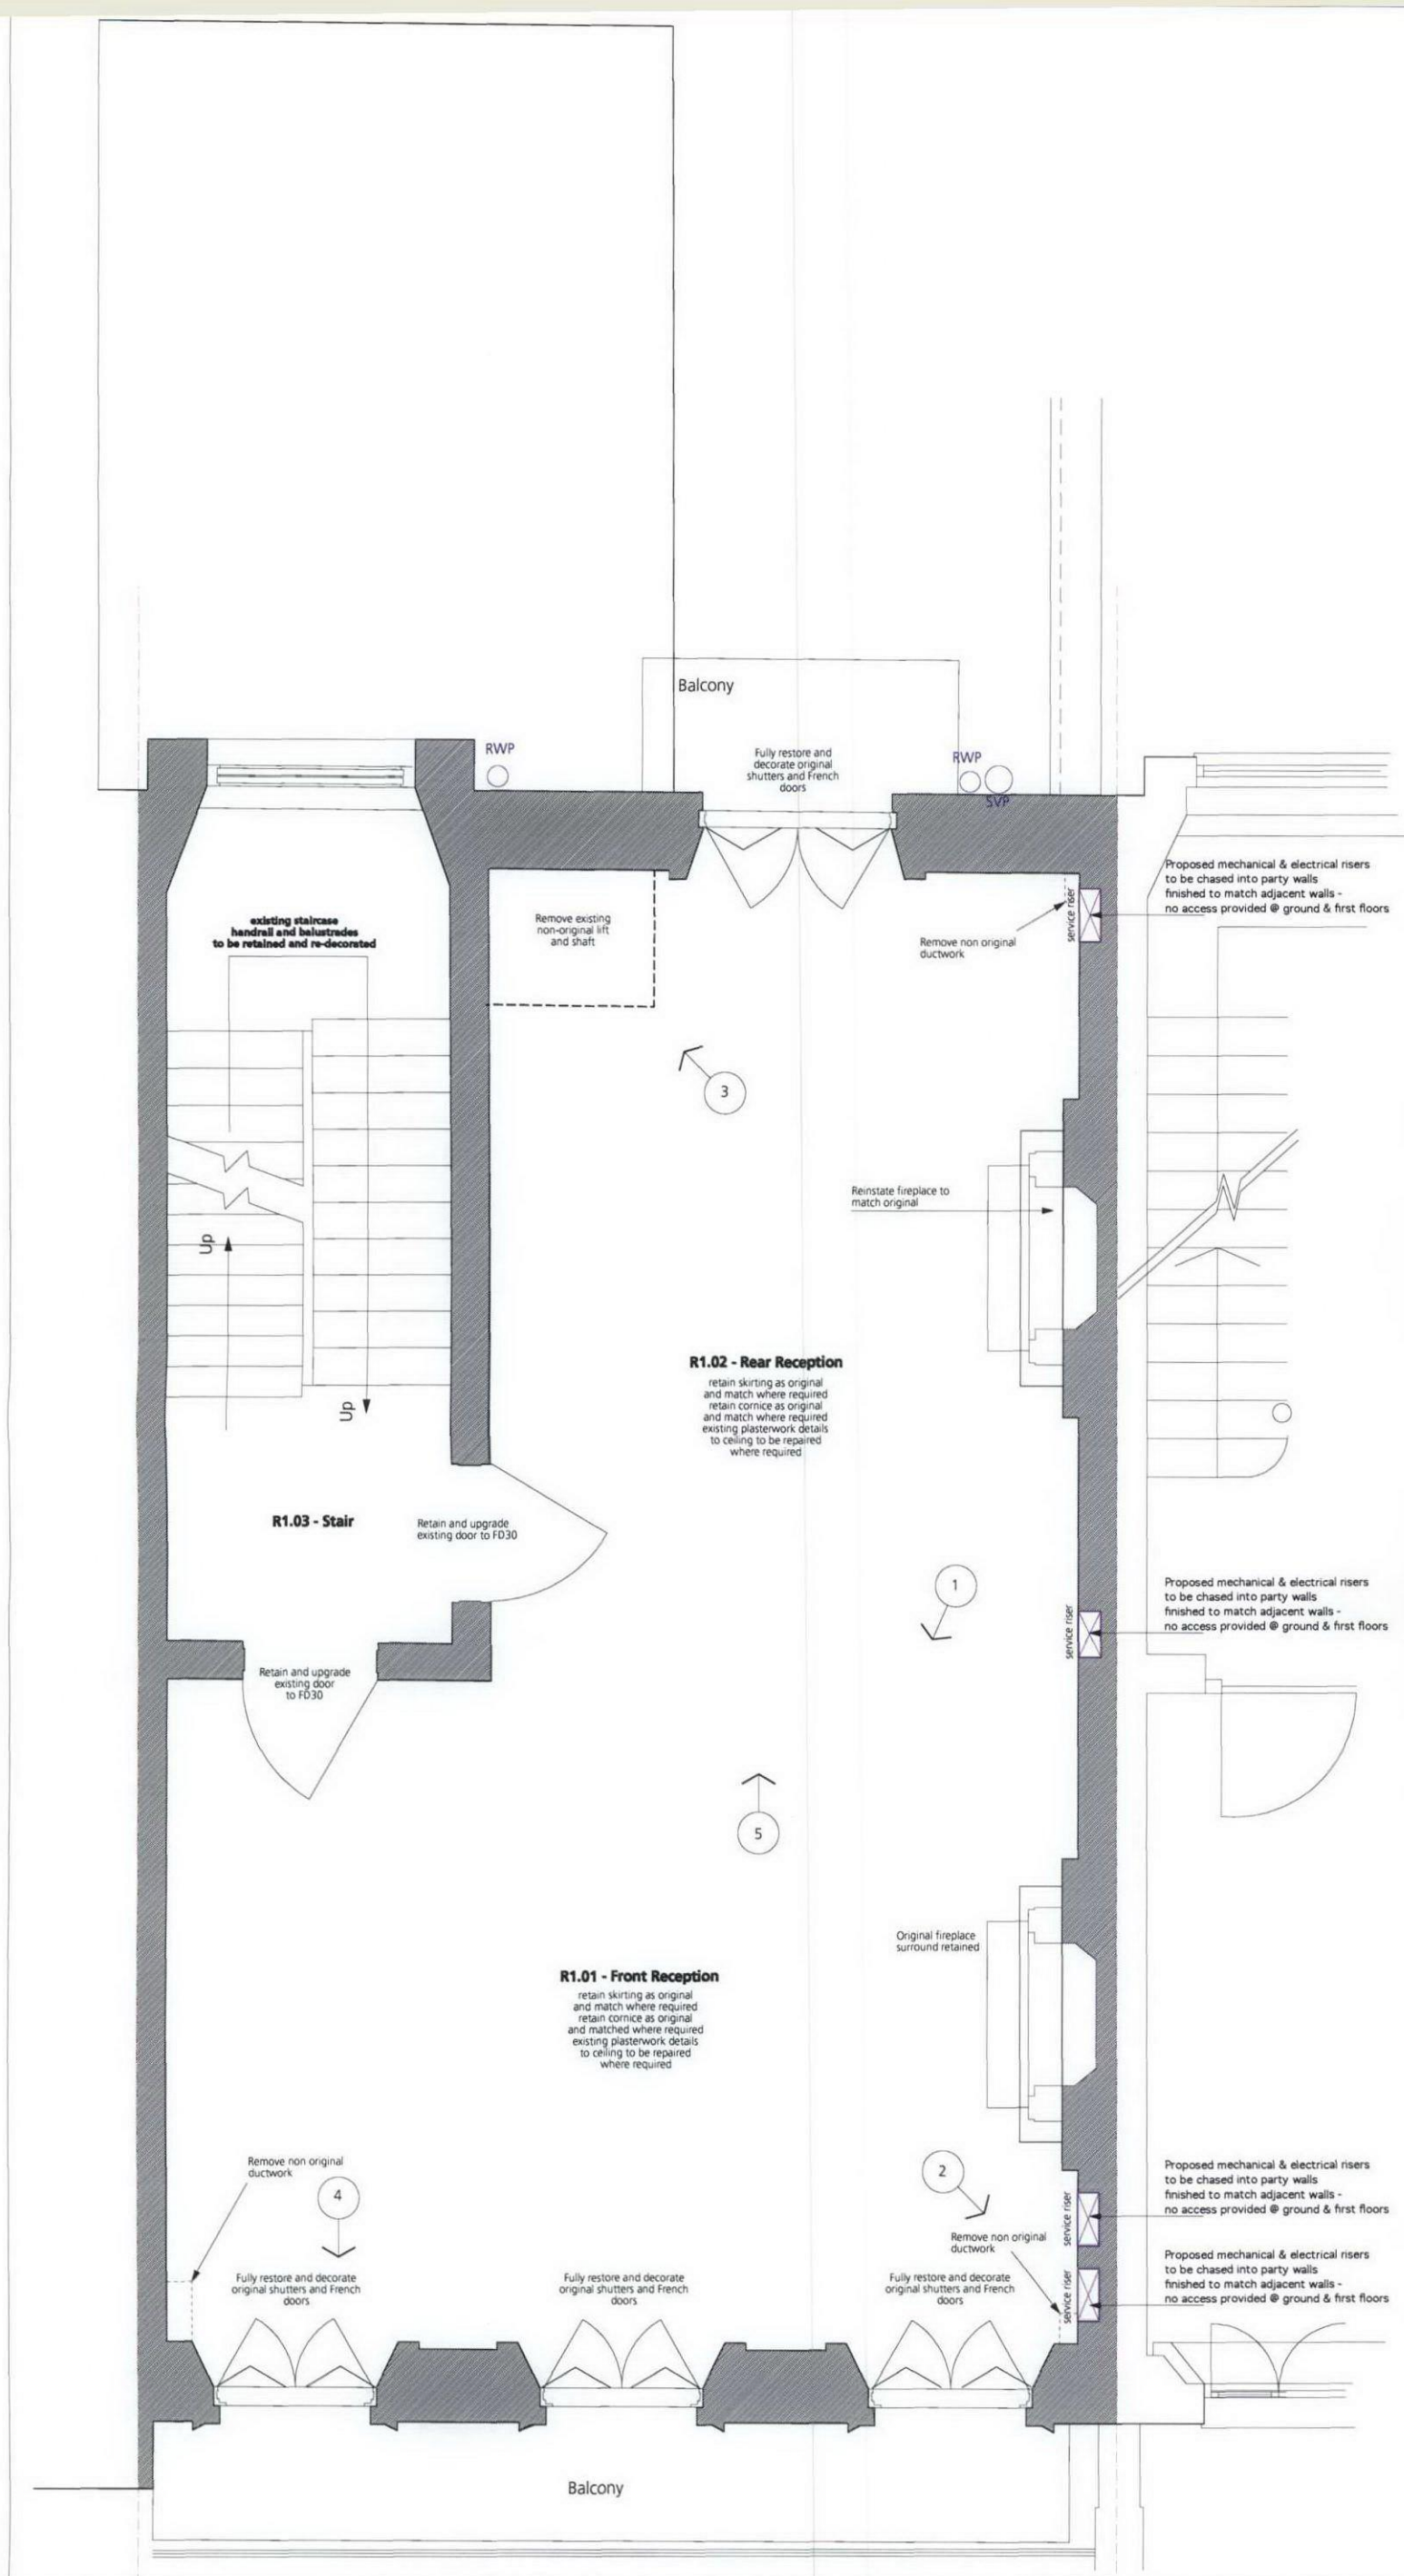 Balcony
RWP
Fully restore and
decorate original
shutters and French
doors
RWP
SVP
Proposed mechanical & electrical risers
to be chased into party walls
finished to match adjacent walls -
no access provided @ ground & first floors
service riser
existing staircase
handrail and balustrades
to be retained and re-decorated
Remove existing
non-original lift
and shaft
Remove non original
ductwork
3
Reinstate fireplace to
match original
Up
R1.02 - Rear Reception
retain skirting as original
and match where required
retain cornice as original
and match where required
existing plasterwork details
to ceiling to be repaired
where required
Up
R1.03 - Stair
Retain and upgrade
existing door to FD30
1
Proposed mechanical & electrical risers
to be chased into party walls
finished to match adjacent walls -
no access provided @ ground & first floors
service riser
Retain and upgrade
existing door
to FD30
5
Original fireplace
surround retained
R1.01 - Front Reception
retain skirting as original
and match where required
retain cornice as original
and matched where required
existing plasterwork details
to ceiling to be repaired
where required
Remove non original
ductwork
4
2
Proposed mechanical & electrical risers
to be chased into party walls
finished to match adjacent walls -
no access provided @ ground & first floors
service riser
Remove non original
ductwork
Proposed mechanical & electrical risers
to be chased into party walls
finished to match adjacent walls -
no access provided @ ground & first floors
service riser
Fully restore and decorate
original shutters and French
doors
Fully restore and decorate
original shutters and French
doors
Fully restore and decorate
original shutters and French
doors
Balcony